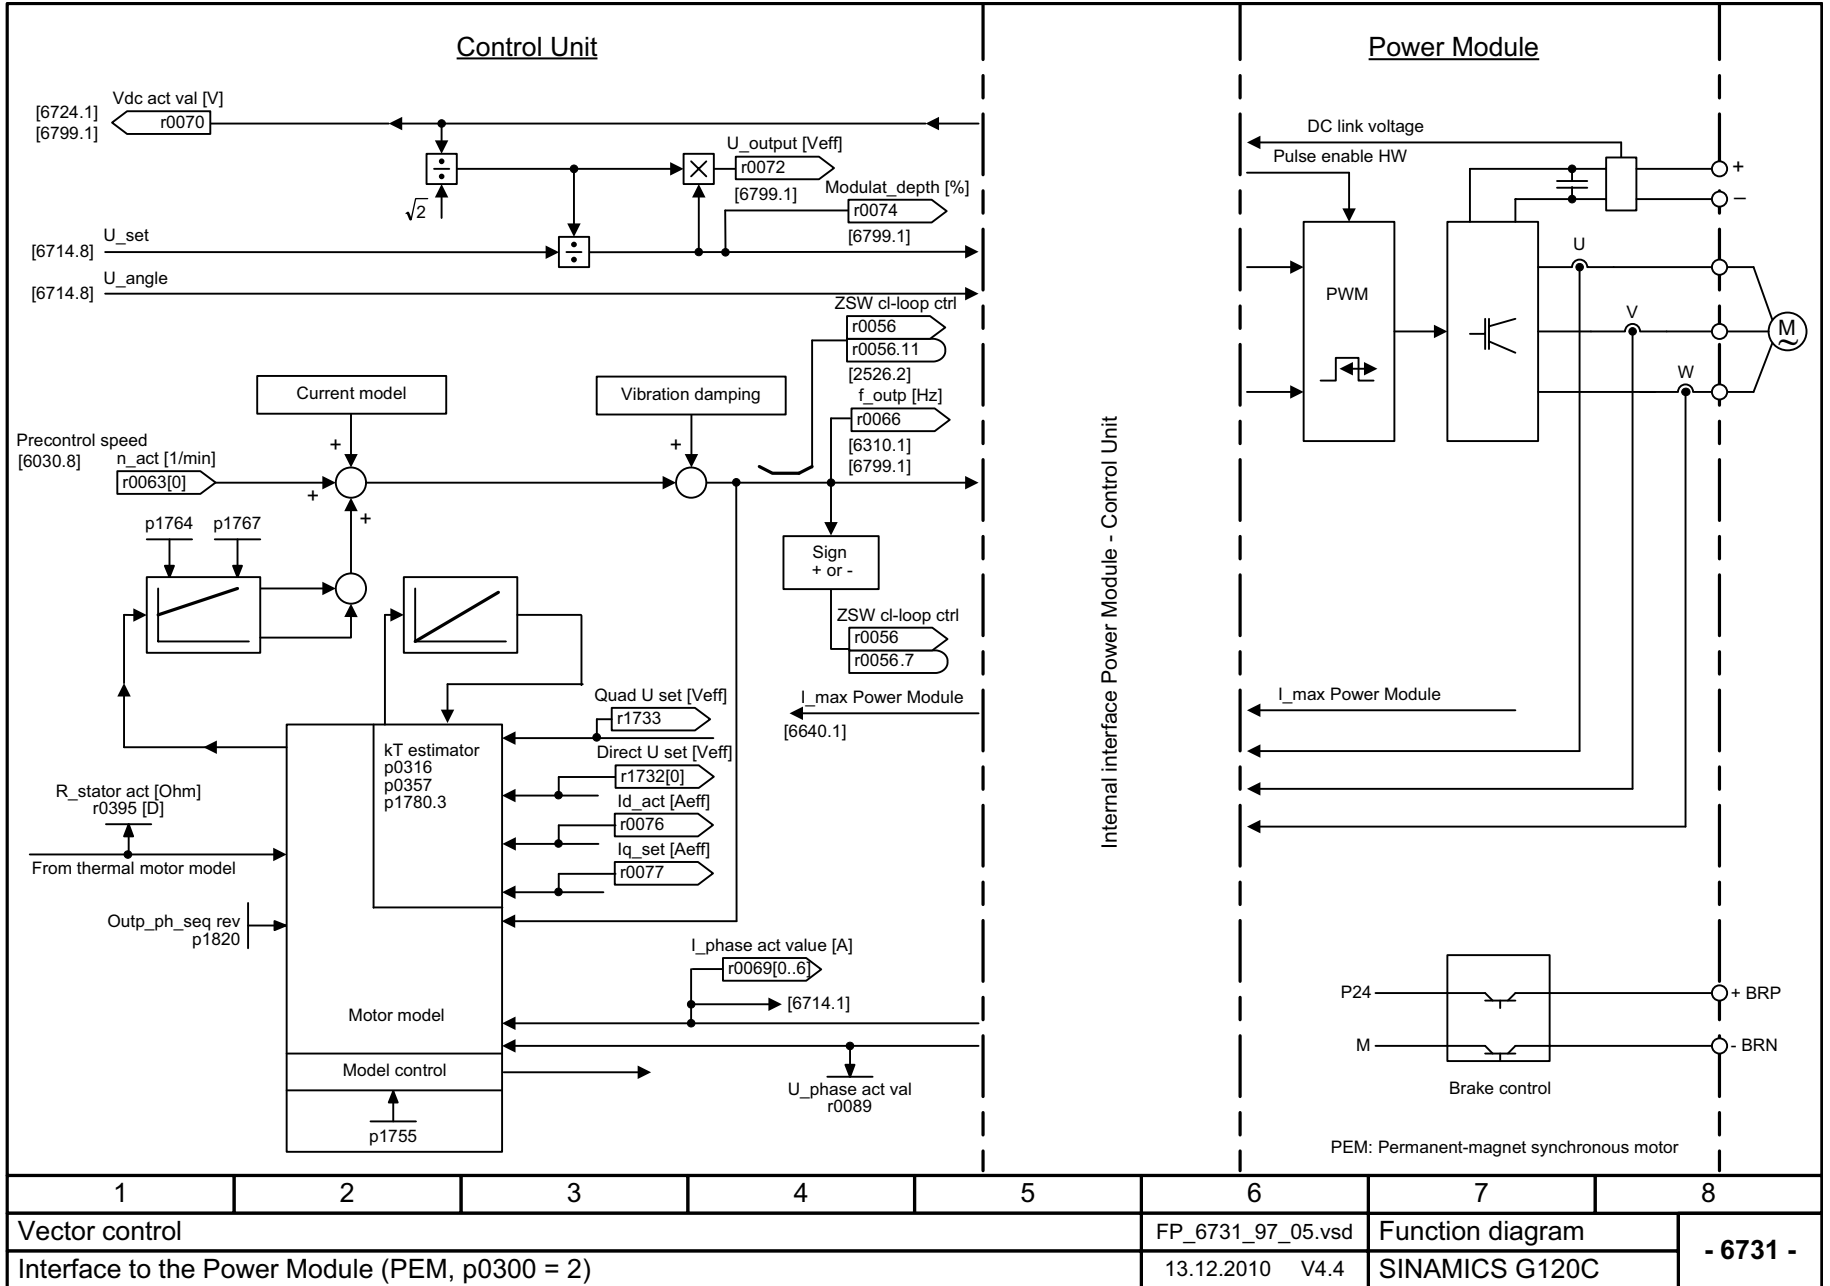 Control Unit
Power Module
Vdc act val [V]
[6724.1]
[6799.1]
r0070
U_output [Veff]
r0072
[6799.1]
√2
Modulat_depth [%]
r0074
[6799.1]
U_set
[6714.8]
U_angle
[6714.8]
ZSW cl-loop ctrl
r0056
r0056.11
[2526.2]
f_outp [Hz]
r0066
[6310.1]
[6799.1]
Current model
Vibration damping
+
+
Precontrol speed
[6030.8]
n_act [1/min]
r0063[0]
+
+
p1764
p1767
Sign
+ or -
ZSW cl-loop ctrl
r0056
r0056.7
I_max Power Module
[6640.1]
Quad U set [Veff]
r1733
kT estimator
p0316
p0357
p1780.3
Direct U set [Veff]
r1732[0]
Id_act [Aeff]
r0076
Iq_set [Aeff]
r0077
R_stator act [Ohm]
r0395 [D]
From thermal motor model
Outp_ph_seq rev
p1820
I_phase act value [A]
r0069[0..6]
[6714.1]
Motor model
Model control
p1755
U_phase act val
r0089
Internal interface Power Module - Control Unit
DC link voltage
Pulse enable HW
+
–
PWM
U
V
W
M
~
I_max Power Module
P24
+ BRP
M
- BRN
Brake control
PEM: Permanent-magnet synchronous motor
1 2 3 4 5 6 7 8
Vector control
FP_6731_97_05.vsd
Function diagram
- 6731 -
Interface to the Power Module (PEM, p0300 = 2)
13.12.2010 V4.4
SINAMICS G120C